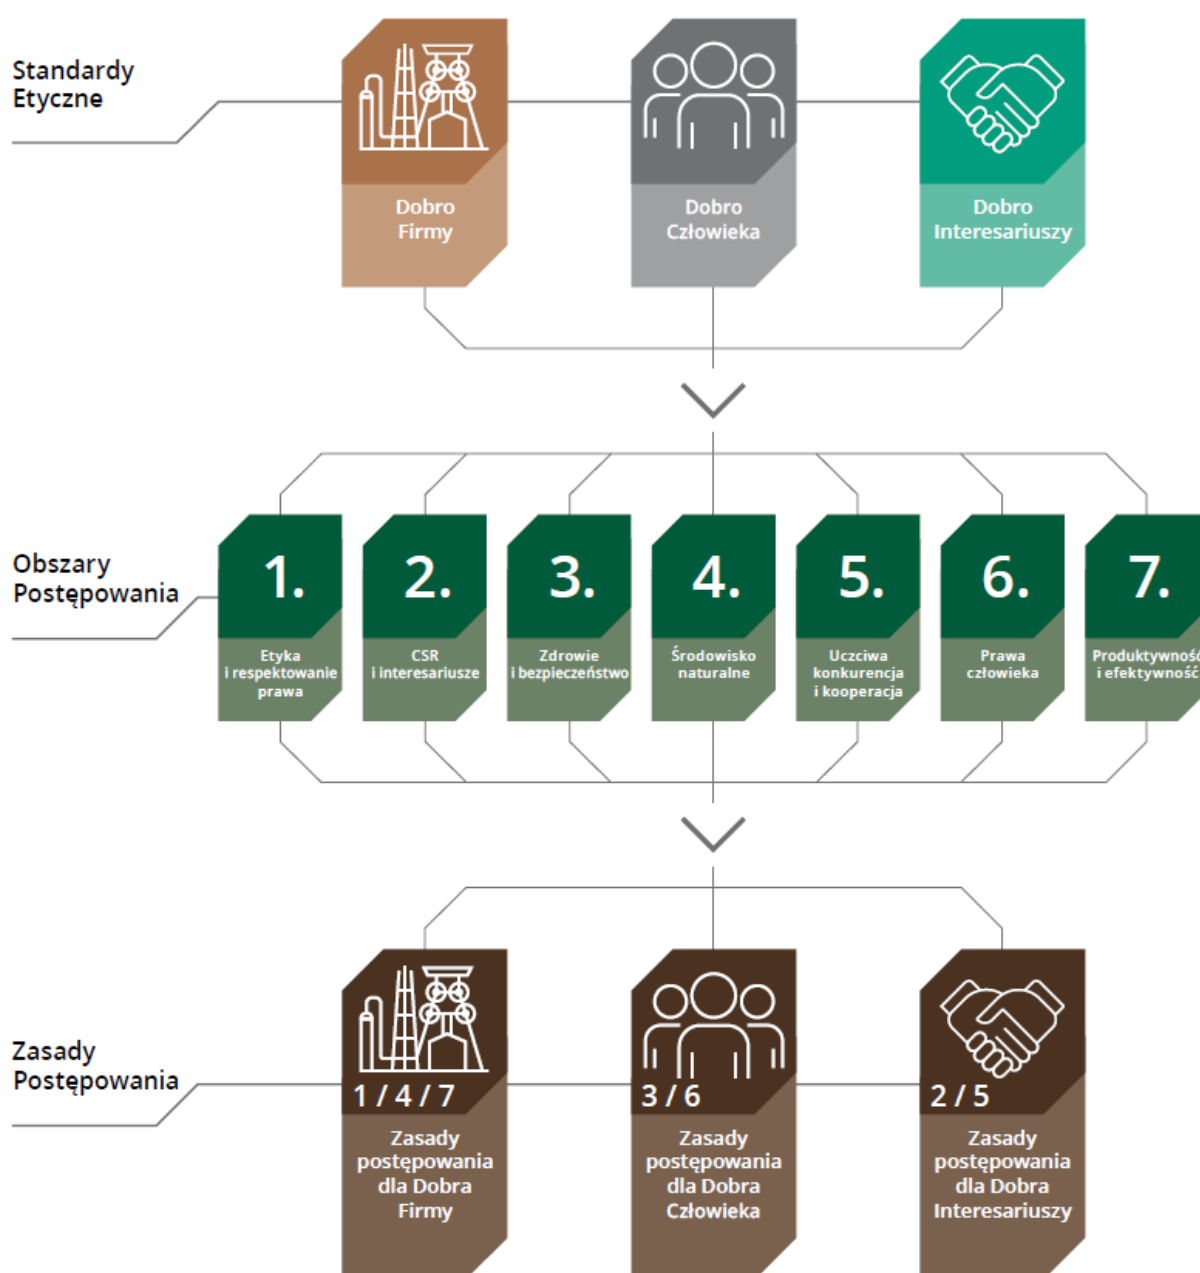 Standardy
Etyczne
Dobro
Firmy
Dobro
Człowieka
Dobro
Interesariuszy
Obszary
Postępowania
1.
Etyka
i respektowanie
prawa
2.
CSR
i interesariusze
3.
Zdrowie
i bezpieczeństwo
4.
Środowisko
naturalne
5.
Uczciwa
konkurencja
i kooperacja
6.
Prawa
człowieka
7.
Produktywność
i efektywność
Zasady
Postępowania
1 / 4 / 7
Zasady
postępowania
dla Dobra
Firmy
3 / 6
Zasady
postępowania
dla Dobra
Człowieka
2 / 5
Zasady
postępowania
dla Dobra
Interesariuszy